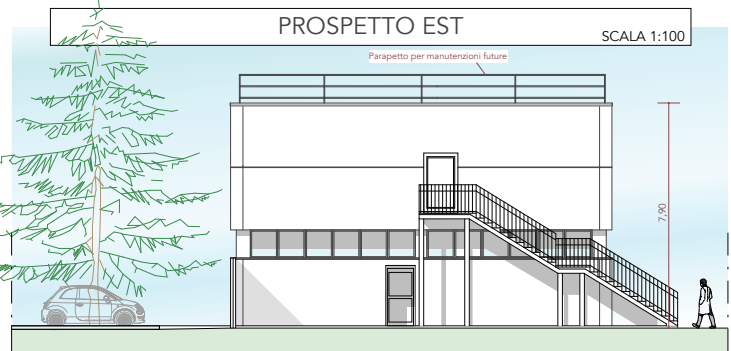 PROSPETTO EST
SCALA 1:100
Parapetto per manutenzioni future
7,90